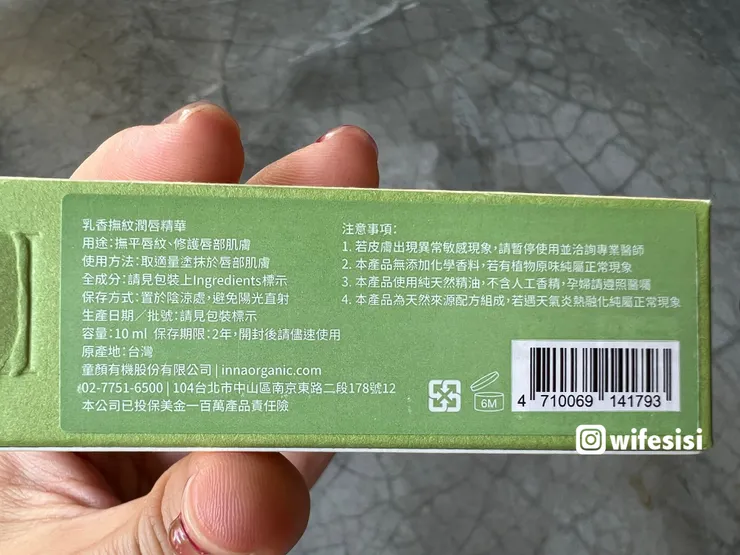 乳香撫紋潤唇精華
用途：撫平唇紋、修護唇部肌膚
使用方法：取適量塗抹於唇部肌膚
全成分：請見包裝上Ingredients標示
保存方式：置於陰涼處，避免陽光直射
生產日期／批號：請見包裝標示
容量：10 ml 保存期限：2年，開封後請儘速使用
原產地：台灣
童顏有機股份有限公司 | innaorganic.com
02-7751-6500 | 104台北市中山區南京東路二段178號12
本公司已投保美金一百萬產品責任險
注意事項：
1. 若皮膚出現異常敏感現象，請暫停使用並洽詢專業醫師
2. 本產品無添加化學香料，若有植物原味純屬正常現象
3. 本產品使用純天然精油，不含人工香精，孕婦請遵照醫囑
4. 本產品為天然來源配方組成，若遇天氣炎熱融化純屬正常現象
6M
4 710069 141793
wifesisi